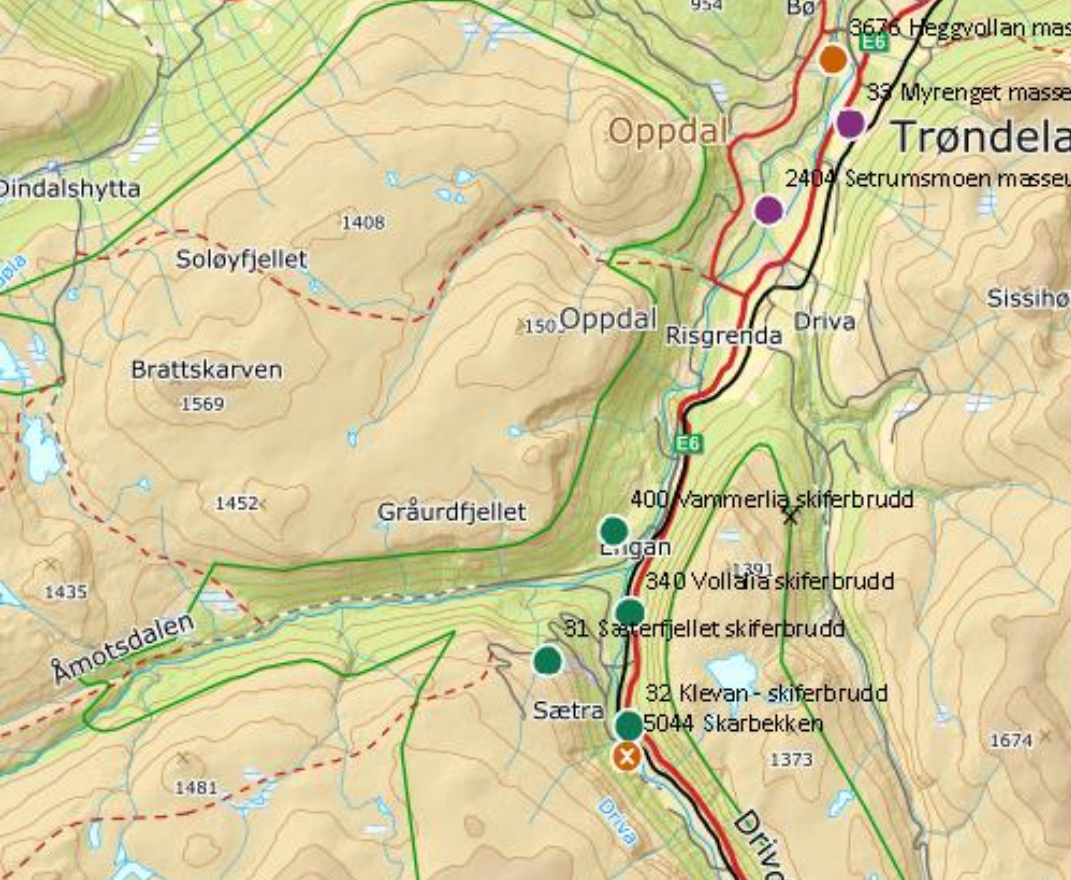 954
Bø
3676 Heggvollan mas
E6
33 Myrenget masse
Oppdal
Trøndela
Dindalshytta
2404 Setrumsmoen masseu
1408
Soløyfjellet
Sissihø
150
Oppdal
Driva
Risgrenda
Brattskarven
1569
E6
400 Vammerlia skiferbrudd
1452
Gråurdfjellet
Engan
1391
340 Vollalia skiferbrudd
1435
31 Sæterfjellet skiferbrudd
Åmotsdalen
32 Klevan - skiferbrudd
Sætra
5044 Skarbekken
1674
1373
1481
Driva
Driv